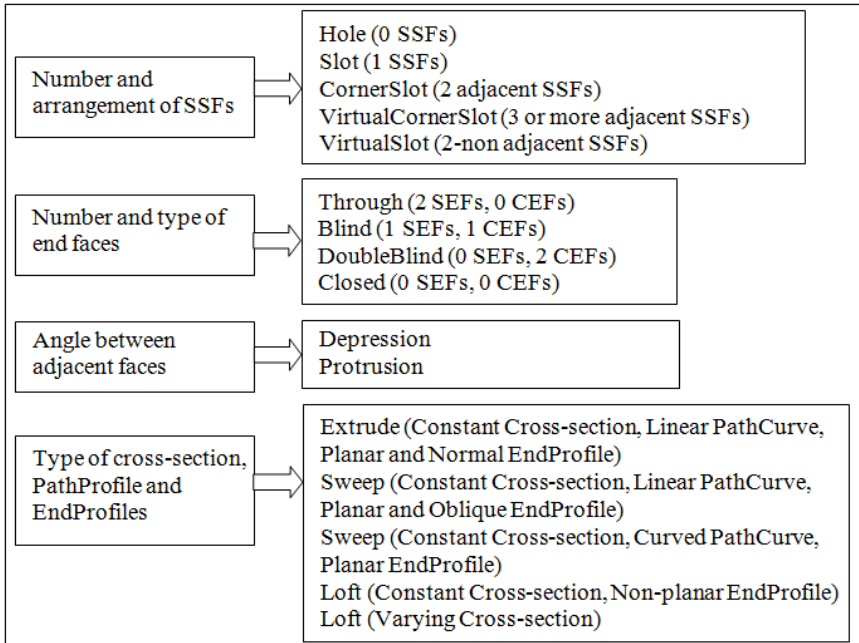 Number and
arrangement of SSFs
Hole (0 SSFs)
Slot (1 SSFs)
CornerSlot (2 adjacent SSFs)
VirtualCornerSlot (3 or more adjacent SSFs)
VirtualSlot (2-non adjacent SSFs)
Number and type of
end faces
Through (2 SEFs, 0 CEFs)
Blind (1 SEFs, 1 CEFs)
DoubleBlind (0 SEFs, 2 CEFs)
Closed (0 SEFs, 0 CEFs)
Angle between
adjacent faces
Depression
Protrusion
Type of cross-section,
PathProfile and
EndProfiles
Extrude (Constant Cross-section, Linear PathCurve,
Planar and Normal EndProfile)
Sweep (Constant Cross-section, Linear PathCurve,
Planar and Oblique EndProfile)
Sweep (Constant Cross-section, Curved PathCurve,
Planar EndProfile)
Loft (Constant Cross-section, Non-planar EndProfile)
Loft (Varying Cross-section)